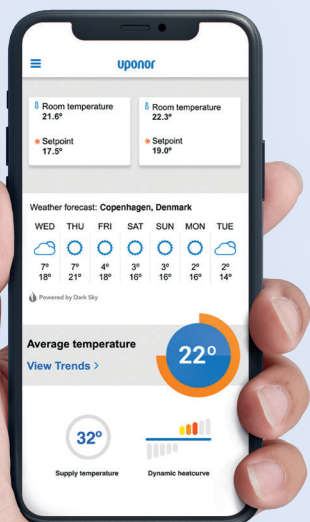 uponor
Room temperature
21.6°
Setpoint
17.5°
Room temperature
22.3°
Setpoint
19.0°
Weather forecast: Copenhagen, Denmark
WED THU FRI SAT SUN MON TUE
7° 7° 4° 3° 3° 2° 2°
18° 21° 18° 16° 16° 16° 14°
Powered by Dark Sky
Average temperature
View Trends >
22°
32°
Supply temperature
Dynamic heatcurve